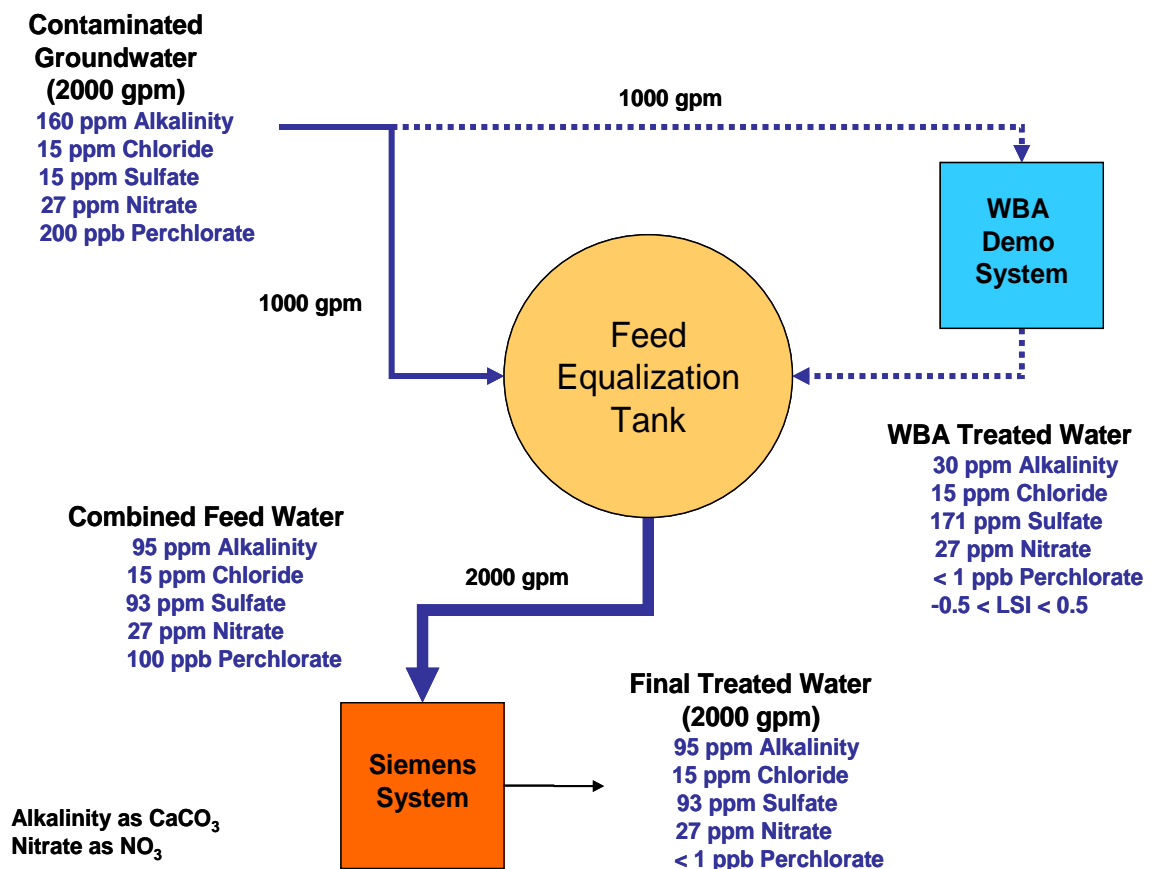 Contaminated
Groundwater
(2000 gpm)
160 ppm Alkalinity
15 ppm Chloride
15 ppm Sulfate
27 ppm Nitrate
200 ppb Perchlorate
1000 gpm
WBA
Demo
System
1000 gpm
Feed
Equalization
Tank
WBA Treated Water
30 ppm Alkalinity
15 ppm Chloride
171 ppm Sulfate
27 ppm Nitrate
< 1 ppb Perchlorate
-0.5 < LSI < 0.5
Combined Feed Water
95 ppm Alkalinity
15 ppm Chloride
93 ppm Sulfate
27 ppm Nitrate
100 ppb Perchlorate
2000 gpm
Siemens
System
Final Treated Water
(2000 gpm)
95 ppm Alkalinity
15 ppm Chloride
93 ppm Sulfate
27 ppm Nitrate
< 1 ppb Perchlorate
Alkalinity as CaCO₃
Nitrate as NO₃